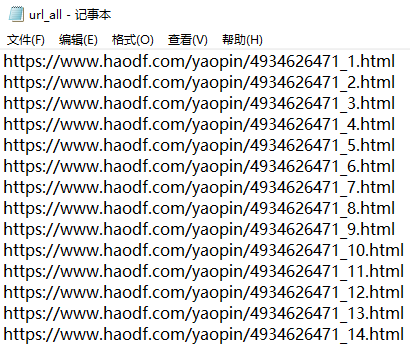 url_all - 记事本
文件(F) 编辑(E) 格式(O) 查看(V) 帮助(H)
https://www.haodf.com/yaopin/4934626471_1.html
https://www.haodf.com/yaopin/4934626471_2.html
https://www.haodf.com/yaopin/4934626471_3.html
https://www.haodf.com/yaopin/4934626471_4.html
https://www.haodf.com/yaopin/4934626471_5.html
https://www.haodf.com/yaopin/4934626471_6.html
https://www.haodf.com/yaopin/4934626471_7.html
https://www.haodf.com/yaopin/4934626471_8.html
https://www.haodf.com/yaopin/4934626471_9.html
https://www.haodf.com/yaopin/4934626471_10.html
https://www.haodf.com/yaopin/4934626471_11.html
https://www.haodf.com/yaopin/4934626471_12.html
https://www.haodf.com/yaopin/4934626471_13.html
https://www.haodf.com/yaopin/4934626471_14.html